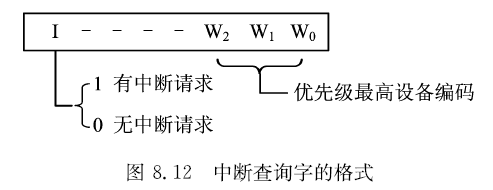 I - - - - W₂ W₁ W₀
1 有中断请求
优先级最高设备编码
0 无中断请求
图 8.12 中断查询字的格式